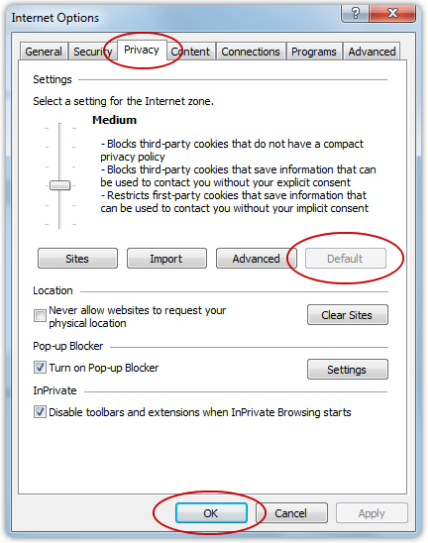 Internet Options
?
General Security Privacy Content Connections Programs Advanced
Settings
Select a setting for the Internet zone.
Medium
- Blocks third-party cookies that do not have a compact
privacy policy
- Blocks third-party cookies that save information that can
be used to contact you without your explicit consent
- Restricts first-party cookies that save information that
can be used to contact you without your implicit consent
Sites Import Advanced Default
Location
Never allow websites to request your
physical location
Clear Sites
Pop-up Blocker
Turn on Pop-up Blocker
Settings
InPrivate
Disable toolbars and extensions when InPrivate Browsing starts
OK Cancel Apply